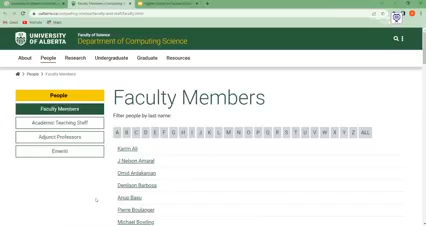 UNIVERSITY
OF ALBERTA
Faculty of Science
Department of Computing Science
About People Research Undergraduate Graduate Resources
People Faculty Members
People
Faculty Members
Academic Teaching Staff
Adjunct Professors
Emeriti
Faculty Members
Filter people by last name:
A B C D E F G H I J K L M N O P Q R S T U V W X Y Z ALL
Karim Ali
J Nelson Amaral
Omid Ardakanian
Denilson Barbosa
Anup Basu
Pierre Boulanger
Michael Bowling